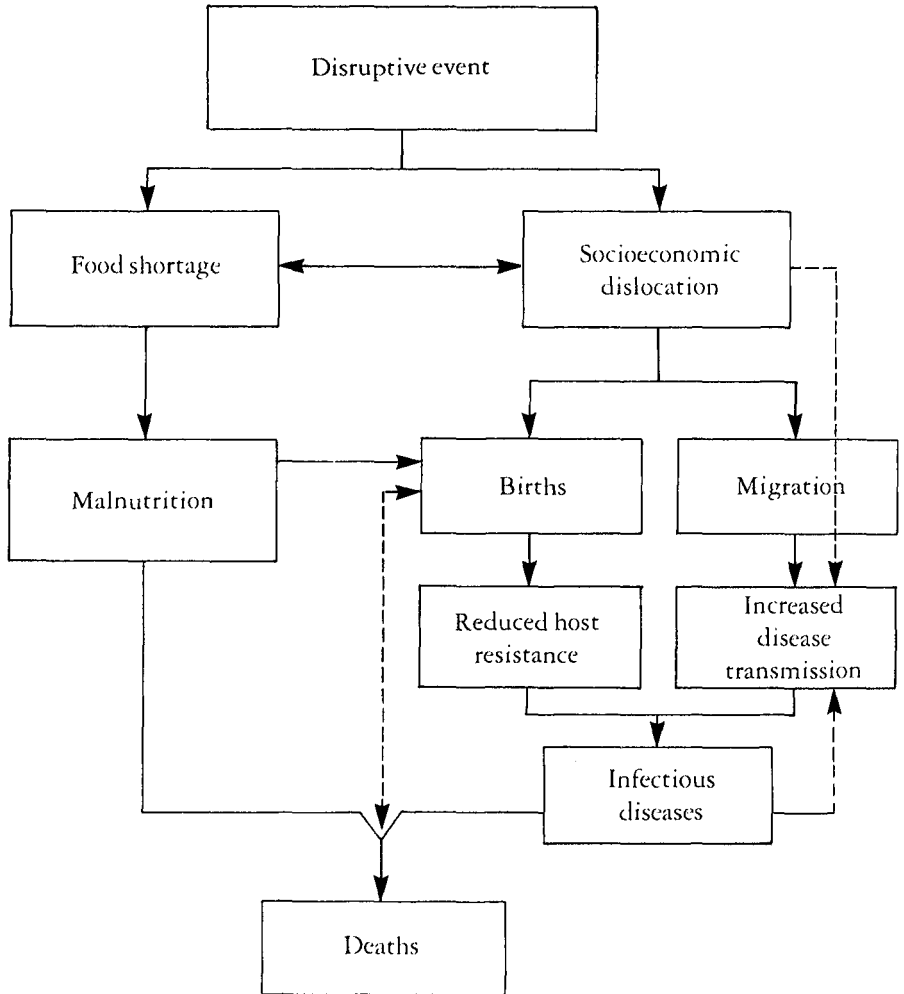 Disruptive event
Food shortage
Socioeconomic
dislocation
Malnutrition
Births
Migration
Reduced host
resistance
Increased
disease
transmission
Infectious
diseases
Deaths